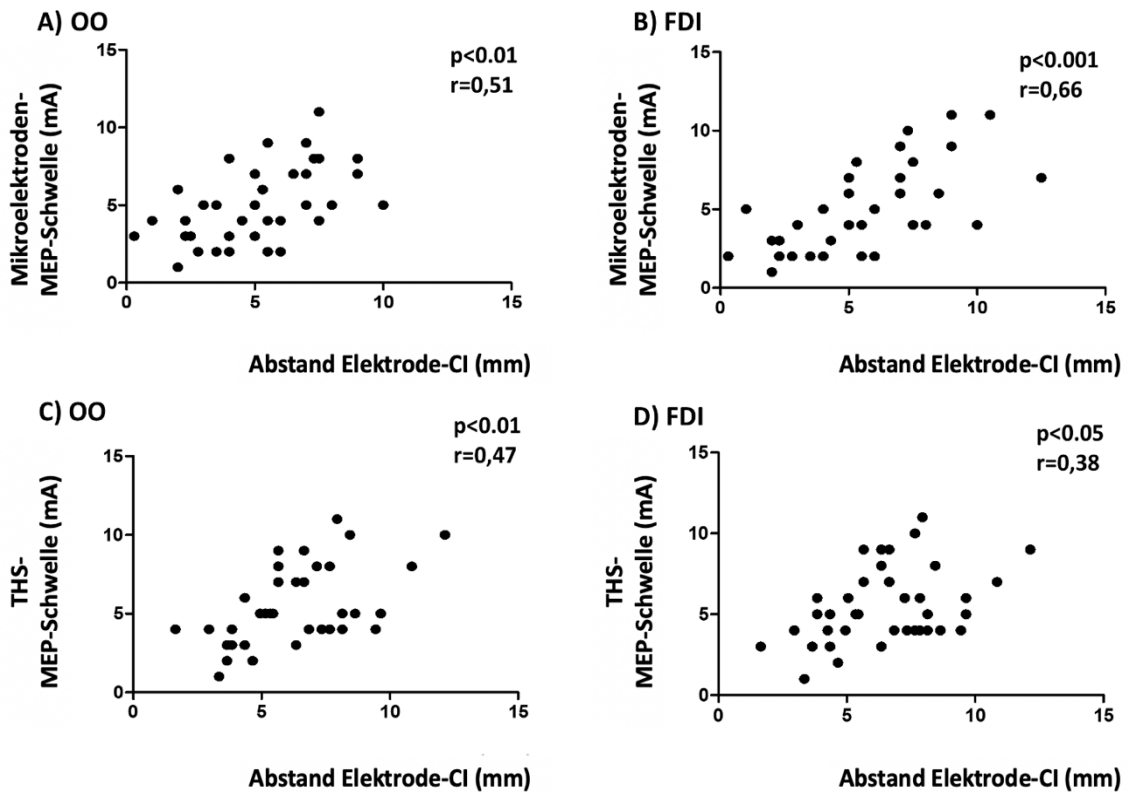 A) OO
p<0.01
r=0,51
Mikroelektroden-
MEP-Schwelle (mA)
15
10
5
0
0 5 10 15
Abstand Elektrode-CI (mm)
B) FDI
p<0.001
r=0,66
Mikroelektroden-
MEP-Schwelle (mA)
15
10
5
0
0 5 10 15
Abstand Elektrode-CI (mm)
C) OO
p<0.01
r=0,47
THS-
MEP-Schwelle (mA)
15
10
5
0
0 5 10 15
Abstand Elektrode-CI (mm)
D) FDI
p<0.05
r=0,38
THS-
MEP-Schwelle (mA)
15
10
5
0
0 5 10 15
Abstand Elektrode-CI (mm)